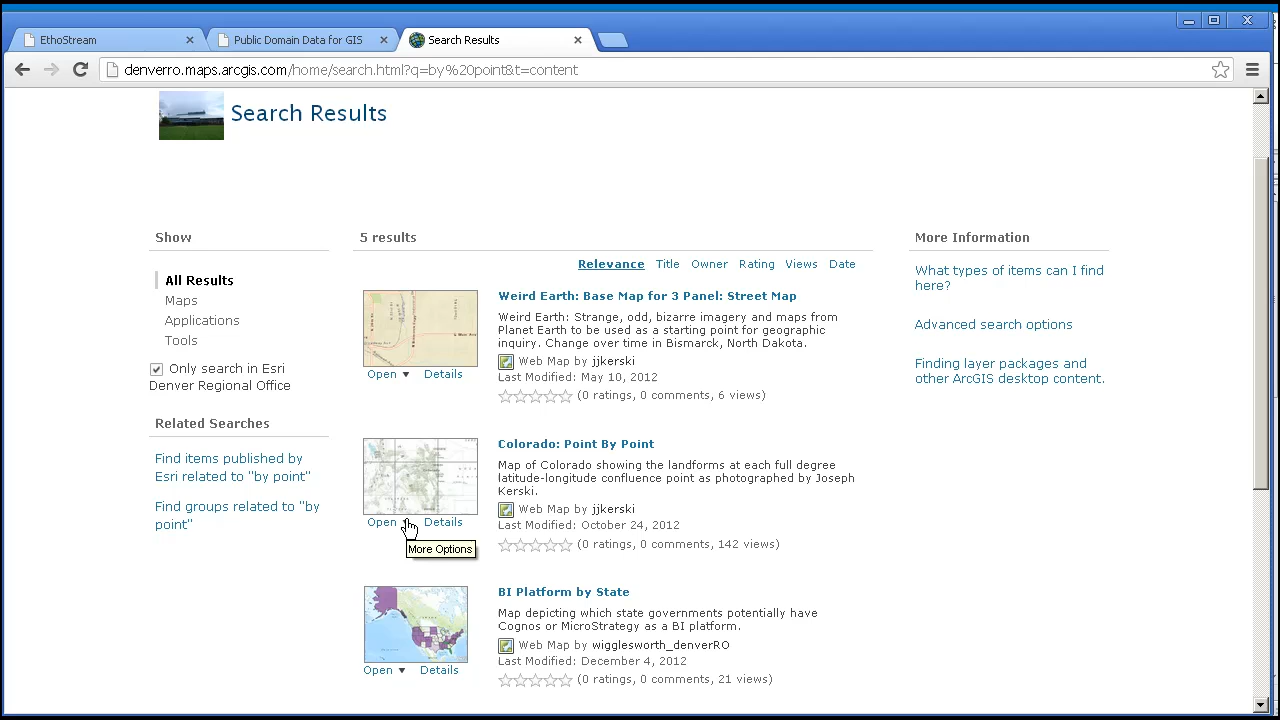 EthoStream
Public Domain Data for GIS
Search Results
denverro.maps.arcgis.com/home/search.html?q=by%20point&t=content
Search Results
Show
All Results
Maps
Applications
Tools
Only search in Esri
Denver Regional Office
Related Searches
Find items published by
Esri related to "by point"
Find groups related to "by
point"
5 results
Relevance Title Owner Rating Views Date
Weird Earth: Base Map for 3 Panel: Street Map
Weird Earth: Strange, odd, bizarre imagery and maps from
Planet Earth to be used as a starting point for geographic
inquiry. Change over time in Bismarck, North Dakota.
Web Map by jjkerski
Last Modified: May 10, 2012
(0 ratings, 0 comments, 6 views)
Open Details
Colorado: Point By Point
Map of Colorado showing the landforms at each full degree
latitude-longitude confluence point as photographed by Joseph
Kerski.
Web Map by jjkerski
Last Modified: October 24, 2012
(0 ratings, 0 comments, 142 views)
Open Details
More Options
BI Platform by State
Map depicting which state governments potentially have
Cognos or MicroStrategy as a BI platform.
Web Map by wigglesworth_denverRO
Last Modified: December 4, 2012
(0 ratings, 0 comments, 21 views)
Open Details
More Information
What types of items can I find
here?
Advanced search options
Finding layer packages and
other ArcGIS desktop content.